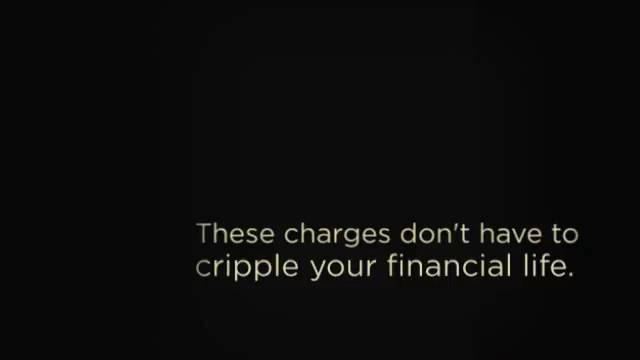 These charges don't have to
cripple your financial life.